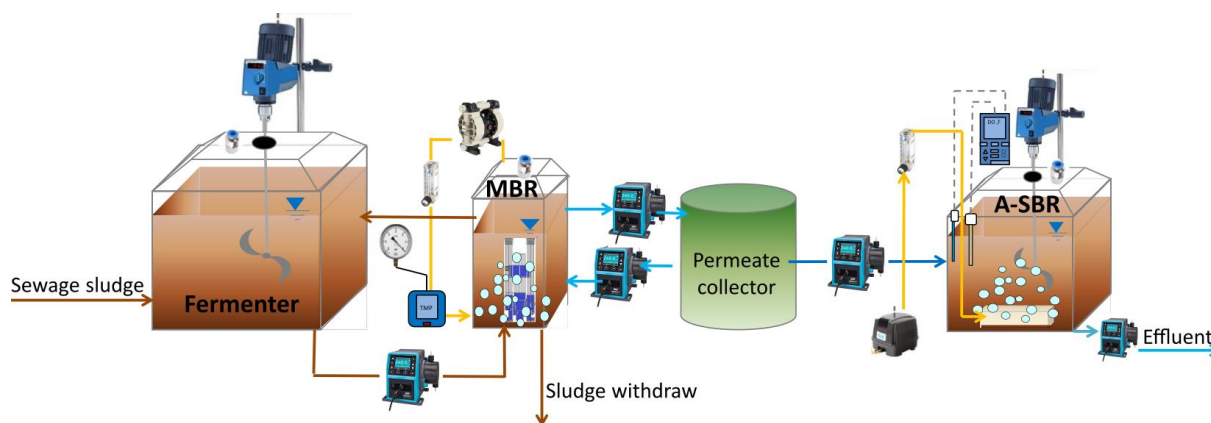 MBR
A-SBR
Permeate
collector
Sewage sludge
Fermenter
TMP
Effluent
Sludge withdraw